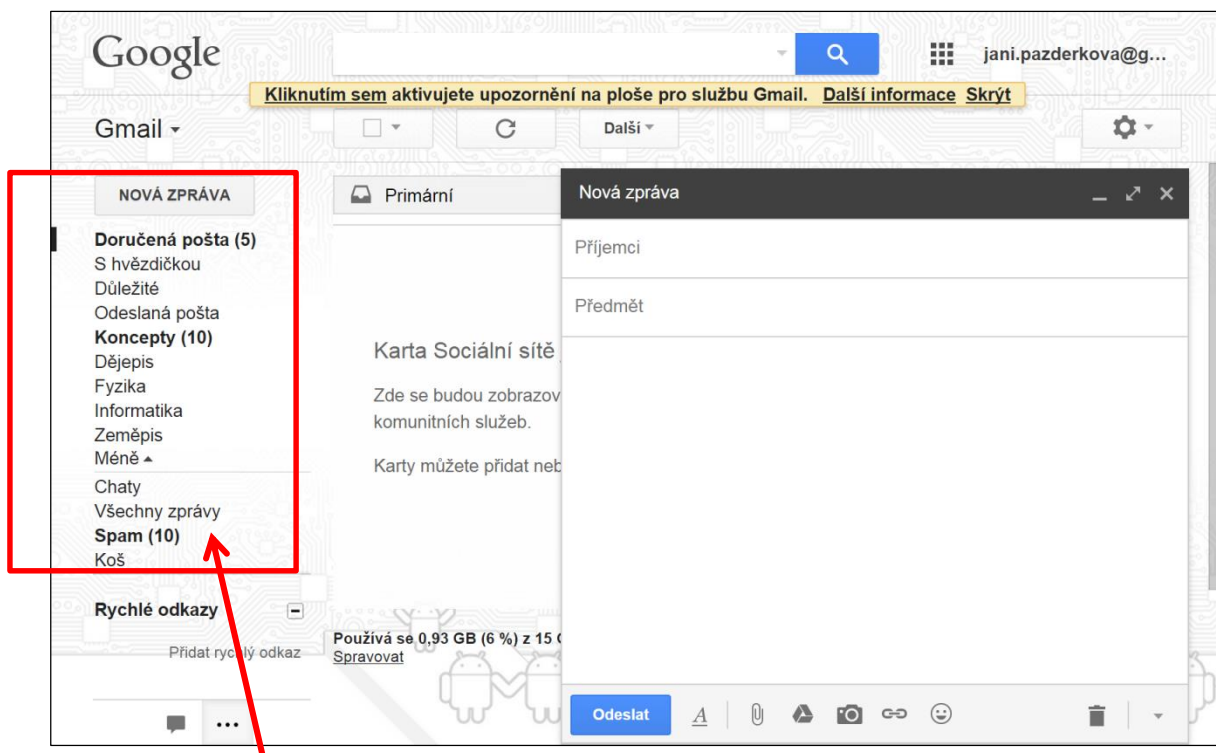 Google
jani.pazderkova@g...
Kliknutím sem aktivujete upozornění na ploše pro službu Gmail. Další informace Skrýt
Gmail
Další
NOVÁ ZPRÁVA
Doručená pošta (5)
S hvězdičkou
Důležité
Odeslaná pošta
Koncepty (10)
Dějepis
Fyzika
Informatika
Zeměpis
Méně
Chaty
Všechny zprávy
Spam (10)
Koš
Rychlé odkazy
Přidat rychlý odkaz
Primární
Karta Sociální sítě
Zde se budou zobrazov
komunitních služeb.
Karty můžete přidat neb
Používá se 0,93 GB (6 %) z 15
Spravovat
Nová zpráva
Příjemci
Předmět
Odeslat
A